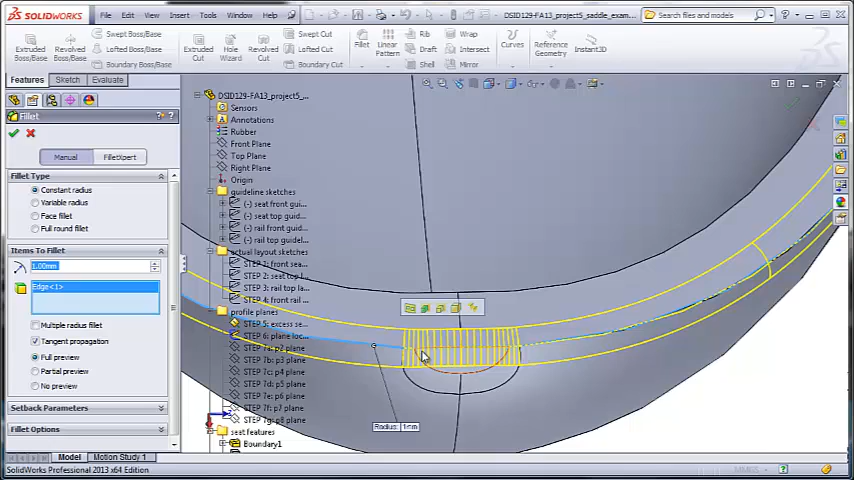 SOLIDWORKS File Edit View Insert Tools Window Help DSID129-FA13_project5_saddle_exam... Search files and models
Extruded Boss/Base Revolved Boss/Base Swept Boss/Base Lofted Boss/Base Boundary Boss/Base Extruded Cut Hole Wizard Revolved Cut Swept Cut Lofted Cut Boundary Cut Fillet Linear Pattern Rib Draft Shell Wrap Intersect Mirror Curves Reference Geometry Instant3D
Features Sketch Evaluate
Fillet
Manual FilletXpert
Fillet Type
Constant radius
Variable radius
Face fillet
Full round fillet
Items To Fillet
1.00mm
Edge<1>
Multiple radius fillet
Tangent propagation
Full preview
Partial preview
No preview
Setback Parameters
Fillet Options
DSID129-FA13_project5_...
Sensors
Annotations
Rubber
Front Plane
Top Plane
Right Plane
Origin
guideline sketches
(-) seat front gui...
(-) seat top guid...
(-) rail front guid...
(-) rail top guidel...
actual layout sketches
STEP 1: front sea...
STEP 2: seat top l...
STEP 3: rail top la...
STEP 4: front rail ...
profile planes
STEP 5: excess se...
STEP 6: plane loc...
STEP 7a: p2 plane
STEP 7b: p3 plane
STEP 7c: p4 plane
STEP 7d: p5 plane
STEP 7e: p6 plane
STEP 7f: p7 plane
STEP 7g: p8 plane
seat features
Boundary1
Radius: 1mm
Model Motion Study 1
SolidWorks Professional 2013 x64 Edition MMGS